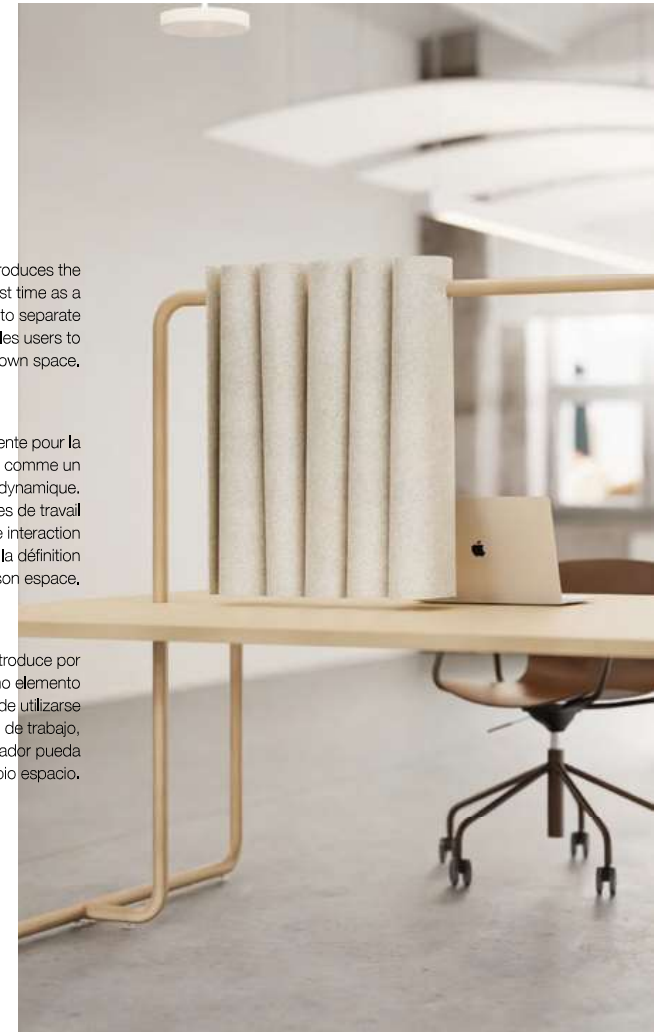 roduces the
st time as a
to separate
les users to
own space.
ente pour la
comme un
dynamique.
es de travail
e interaction
la définition
son espace.
troduce por
no elemento
de utilizarse
de trabajo,
ador pueda
pio espacio.